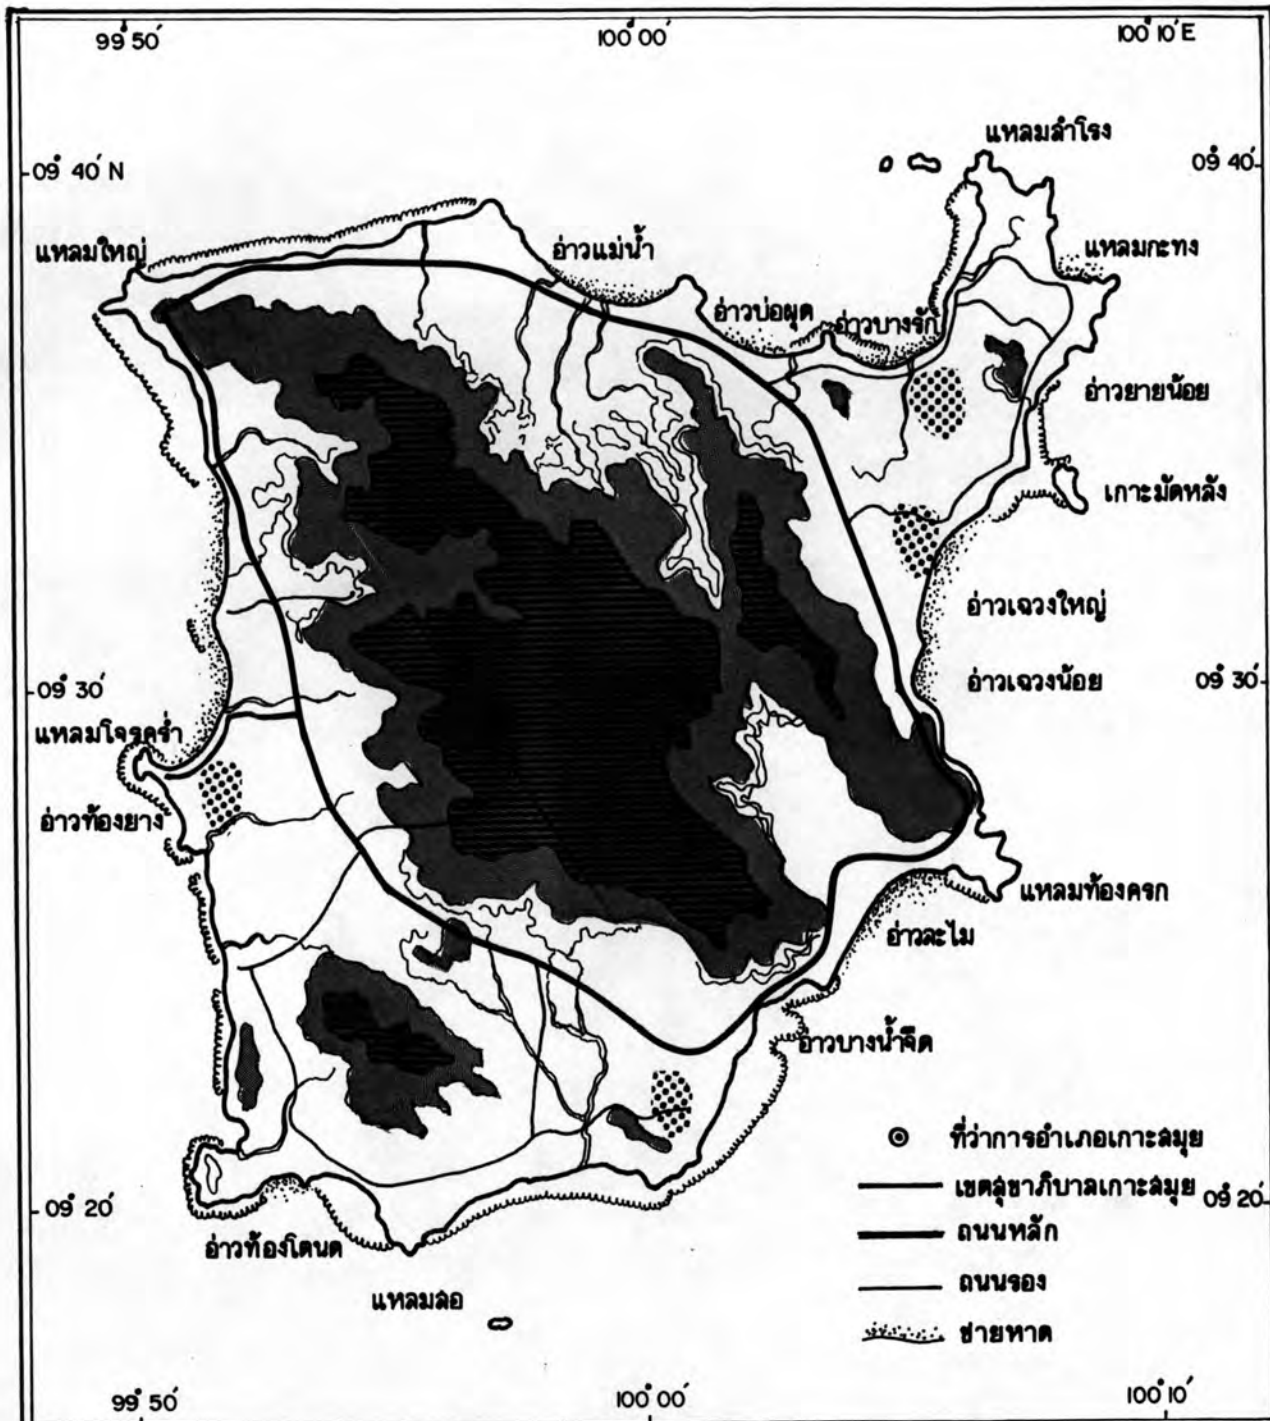 99° 50′
100° 00′
100° 10′ E
แหลมสำโรง
09° 40′ N
09° 40′
แหลมใหญ่
อ่าวแม่น้ำ
แหลมกะทง
อ่าวบ่อผุด
อ่าวบางรัก
อ่าวยายน้อย
เกาะมัดหลัง
อ่าวเฉวงใหญ่
อ่าวเฉวงน้อย
09° 30′
09° 30′
แหลมโจรคร่ำ
อ่าวท้องยาง
แหลมท้องครก
อ่าวละไม
อ่าวบางน้ำจืด
ที่ว่าการอำเภอเกาะสมุย
เขตสุขาภิบาลเกาะสมุย
09° 20′
09° 20′
ถนนหลัก
อ่าวท้องโตนด
ถนนรอง
แหลมสอ
ชายหาด
99° 50′
100° 00′
100° 10′